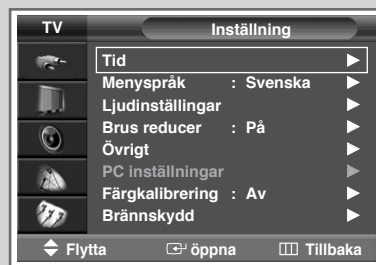 TV Inställning
Tid
Menyspråk : Svenska
Ljudinställingar
Brus reducer : På
Övrigt
PC inställningar
Färgkalibrering : Av
Brännskydd
Flytta öppna Tillbaka